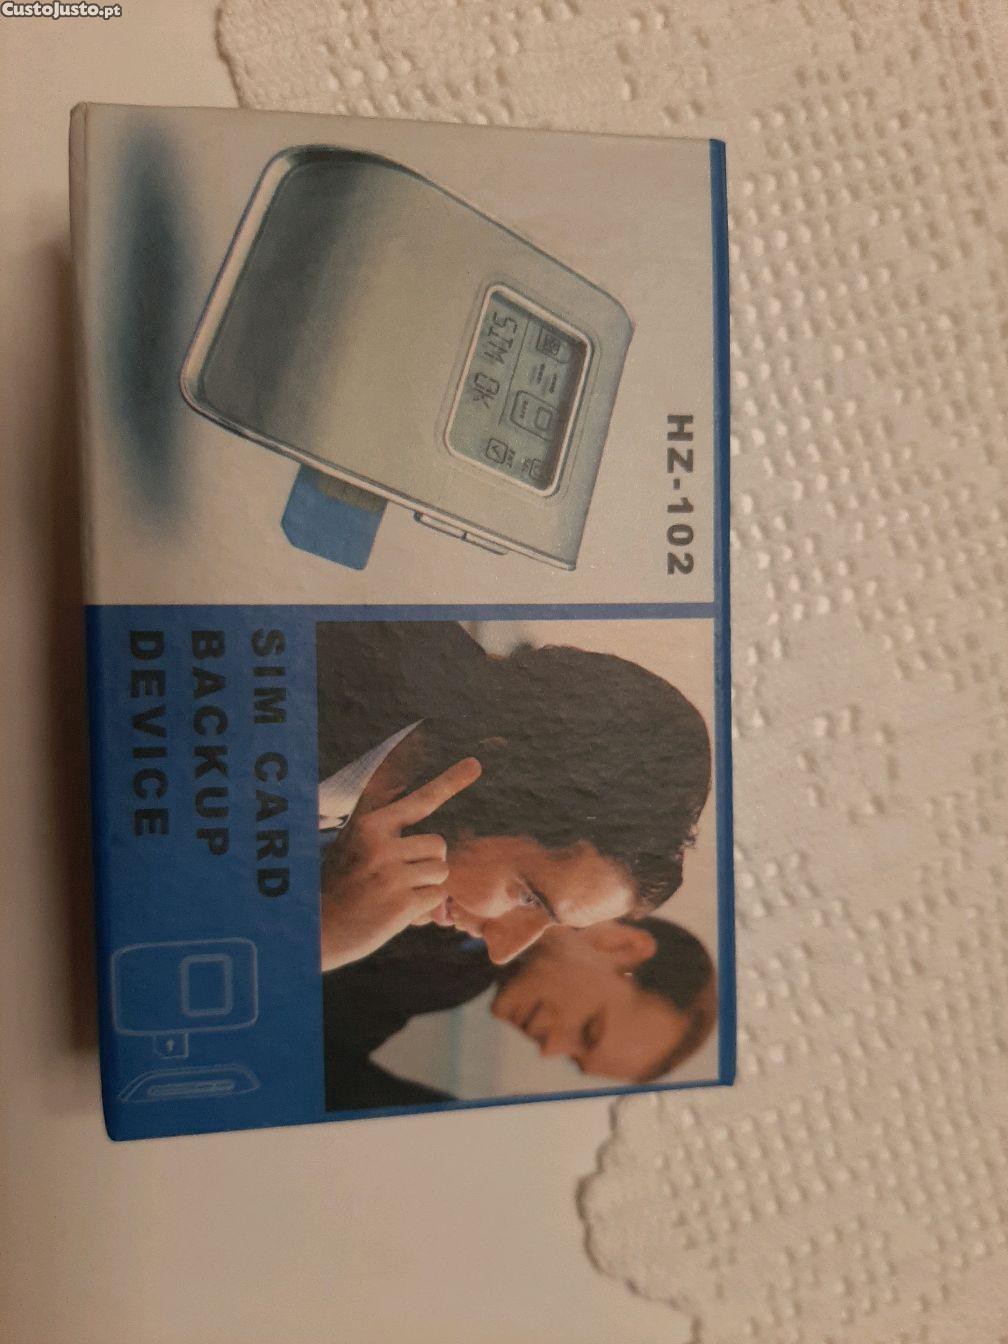 CustoJusto.pt
HZ-102
SIM OK
SIM CARD
BACKUP
DEVICE